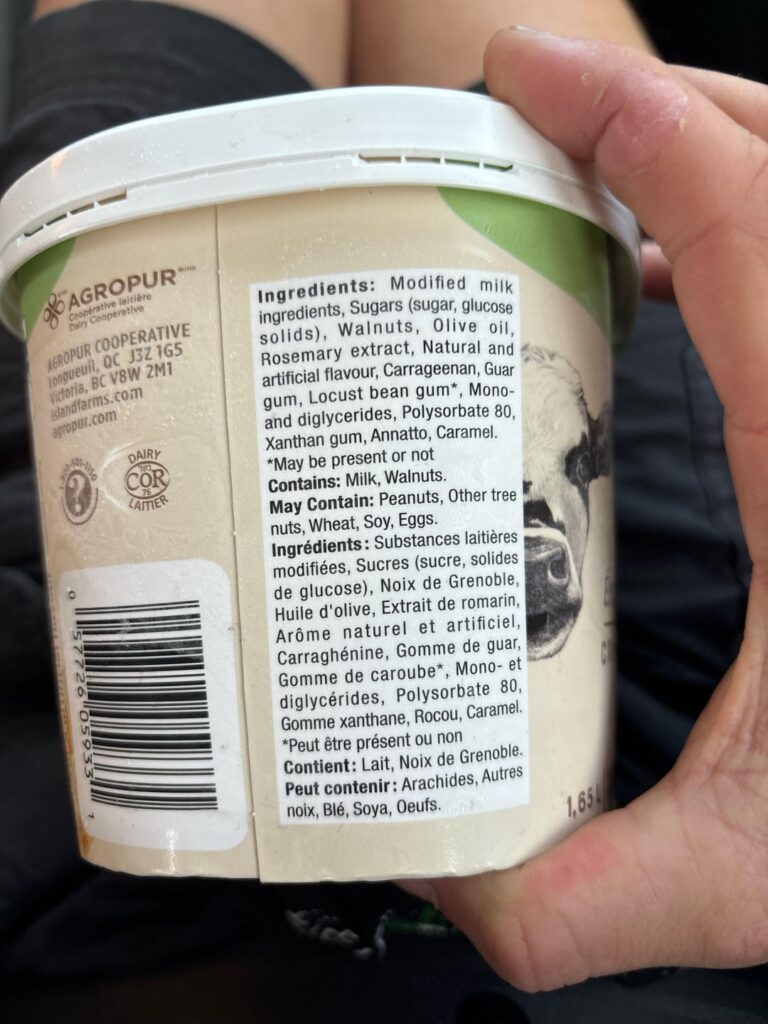 AGROPUR
Coopérative laitière
Dairy Cooperative
AGROPUR COOPERATIVE
Longueuil, QC J3Z 1G5
Victoria, BC V8W 2M1
islandfarms.com
agropur.com
DAIRY
COR
76
LAITIER
?
0 57726 05933 1
Ingredients: Modified milk
ingredients, Sugars (sugar, glucose
solids), Walnuts, Olive oil,
Rosemary extract, Natural and
artificial flavour, Carrageenan, Guar
gum, Locust bean gum*, Mono-
and diglycerides, Polysorbate 80,
Xanthan gum, Annatto, Caramel.
*May be present or not
Contains: Milk, Walnuts.
May Contain: Peanuts, Other tree
nuts, Wheat, Soy, Eggs.
Ingrédients: Substances laitières
modifiées, Sucres (sucre, solides
de glucose), Noix de Grenoble,
Huile d'olive, Extrait de romarin,
Arôme naturel et artificiel,
Carraghénine, Gomme de guar,
Gomme de caroube*, Mono- et
diglycérides, Polysorbate 80,
Gomme xanthane, Rocou, Caramel.
*Peut être présent ou non
Contient: Lait, Noix de Grenoble.
Peut contenir: Arachides, Autres
noix, Blé, Soya, Oeufs.
1,65 L